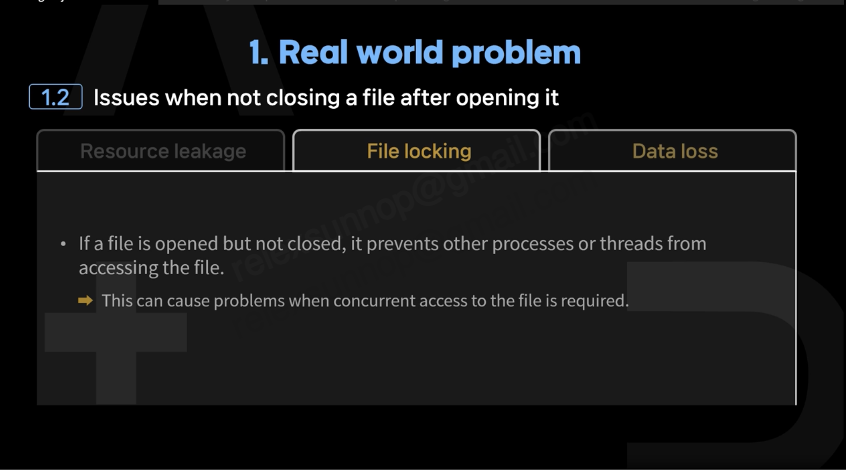 1. Real world problem
1.2 Issues when not closing a file after opening it
Resource leakage
File locking
Data loss
• If a file is opened but not closed, it prevents other processes or threads from
accessing the file.
➡ This can cause problems when concurrent access to the file is required.